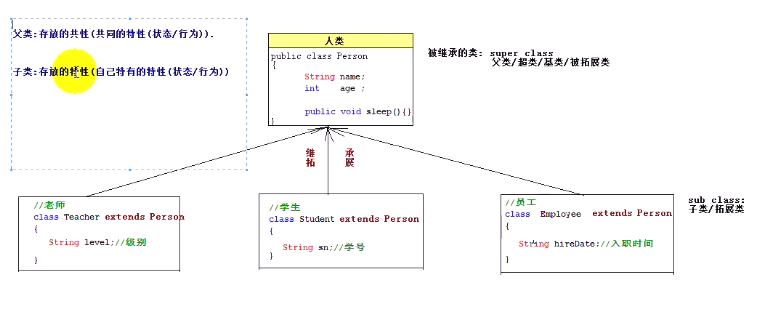 父类:存放的共性(共同的特性(状态/行为)).
子类:存放的特性(自己特有的特性(状态/行为))
人类
public class Person
{
String name;
int age ;
public void sleep(){}
}
被继承的类: super class
父类/超类/基类/被拓展类
继 承
拓 展
//老师
class Teacher extends Person
{
String level;//级别
}
//学生
class Student extends Person
{
String sn;//学号
}
//员工
class Employee extends Person
{
String hireDate;//入职时间
}
sub class:
子类/拓展类